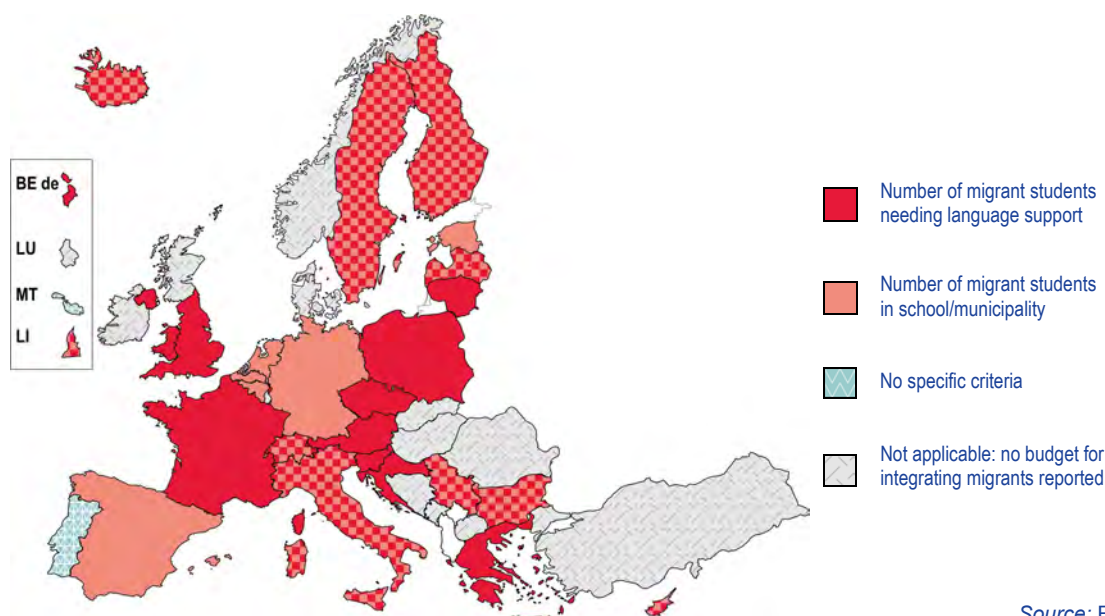 BE de
LU
MT
LI
Number of migrant students
needing language support
Number of migrant students
in school/municipality
No specific criteria
Not applicable: no budget for
integrating migrants reported
Source: